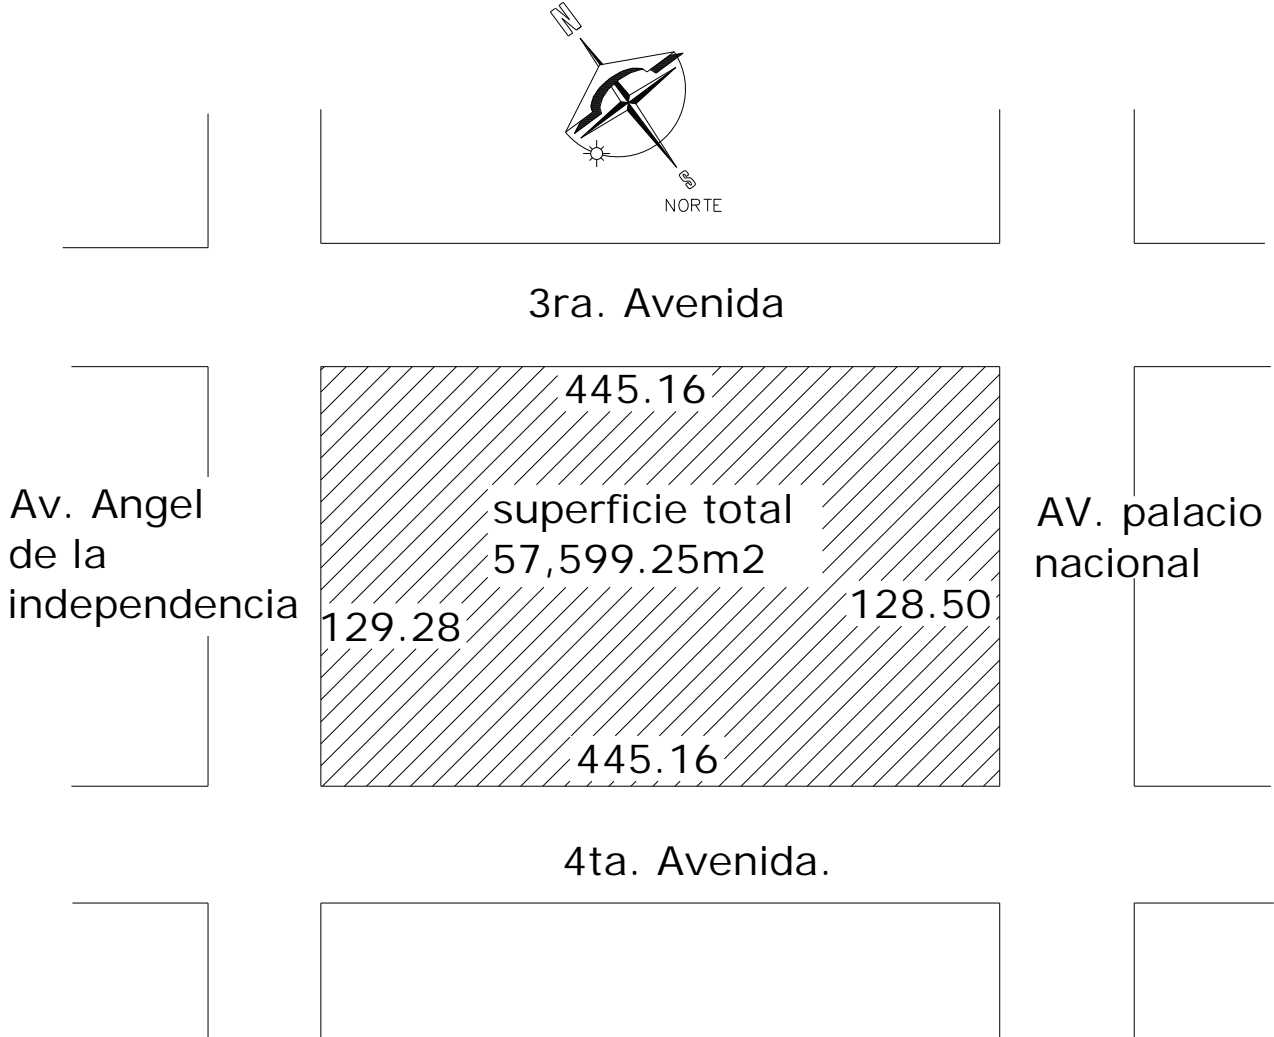 N
S
NORTE
3ra. Avenida
445.16
Av. Angel
de la
independencia
superficie total
57,599.25m2
AV. palacio
nacional
129.28
128.50
445.16
4ta. Avenida.